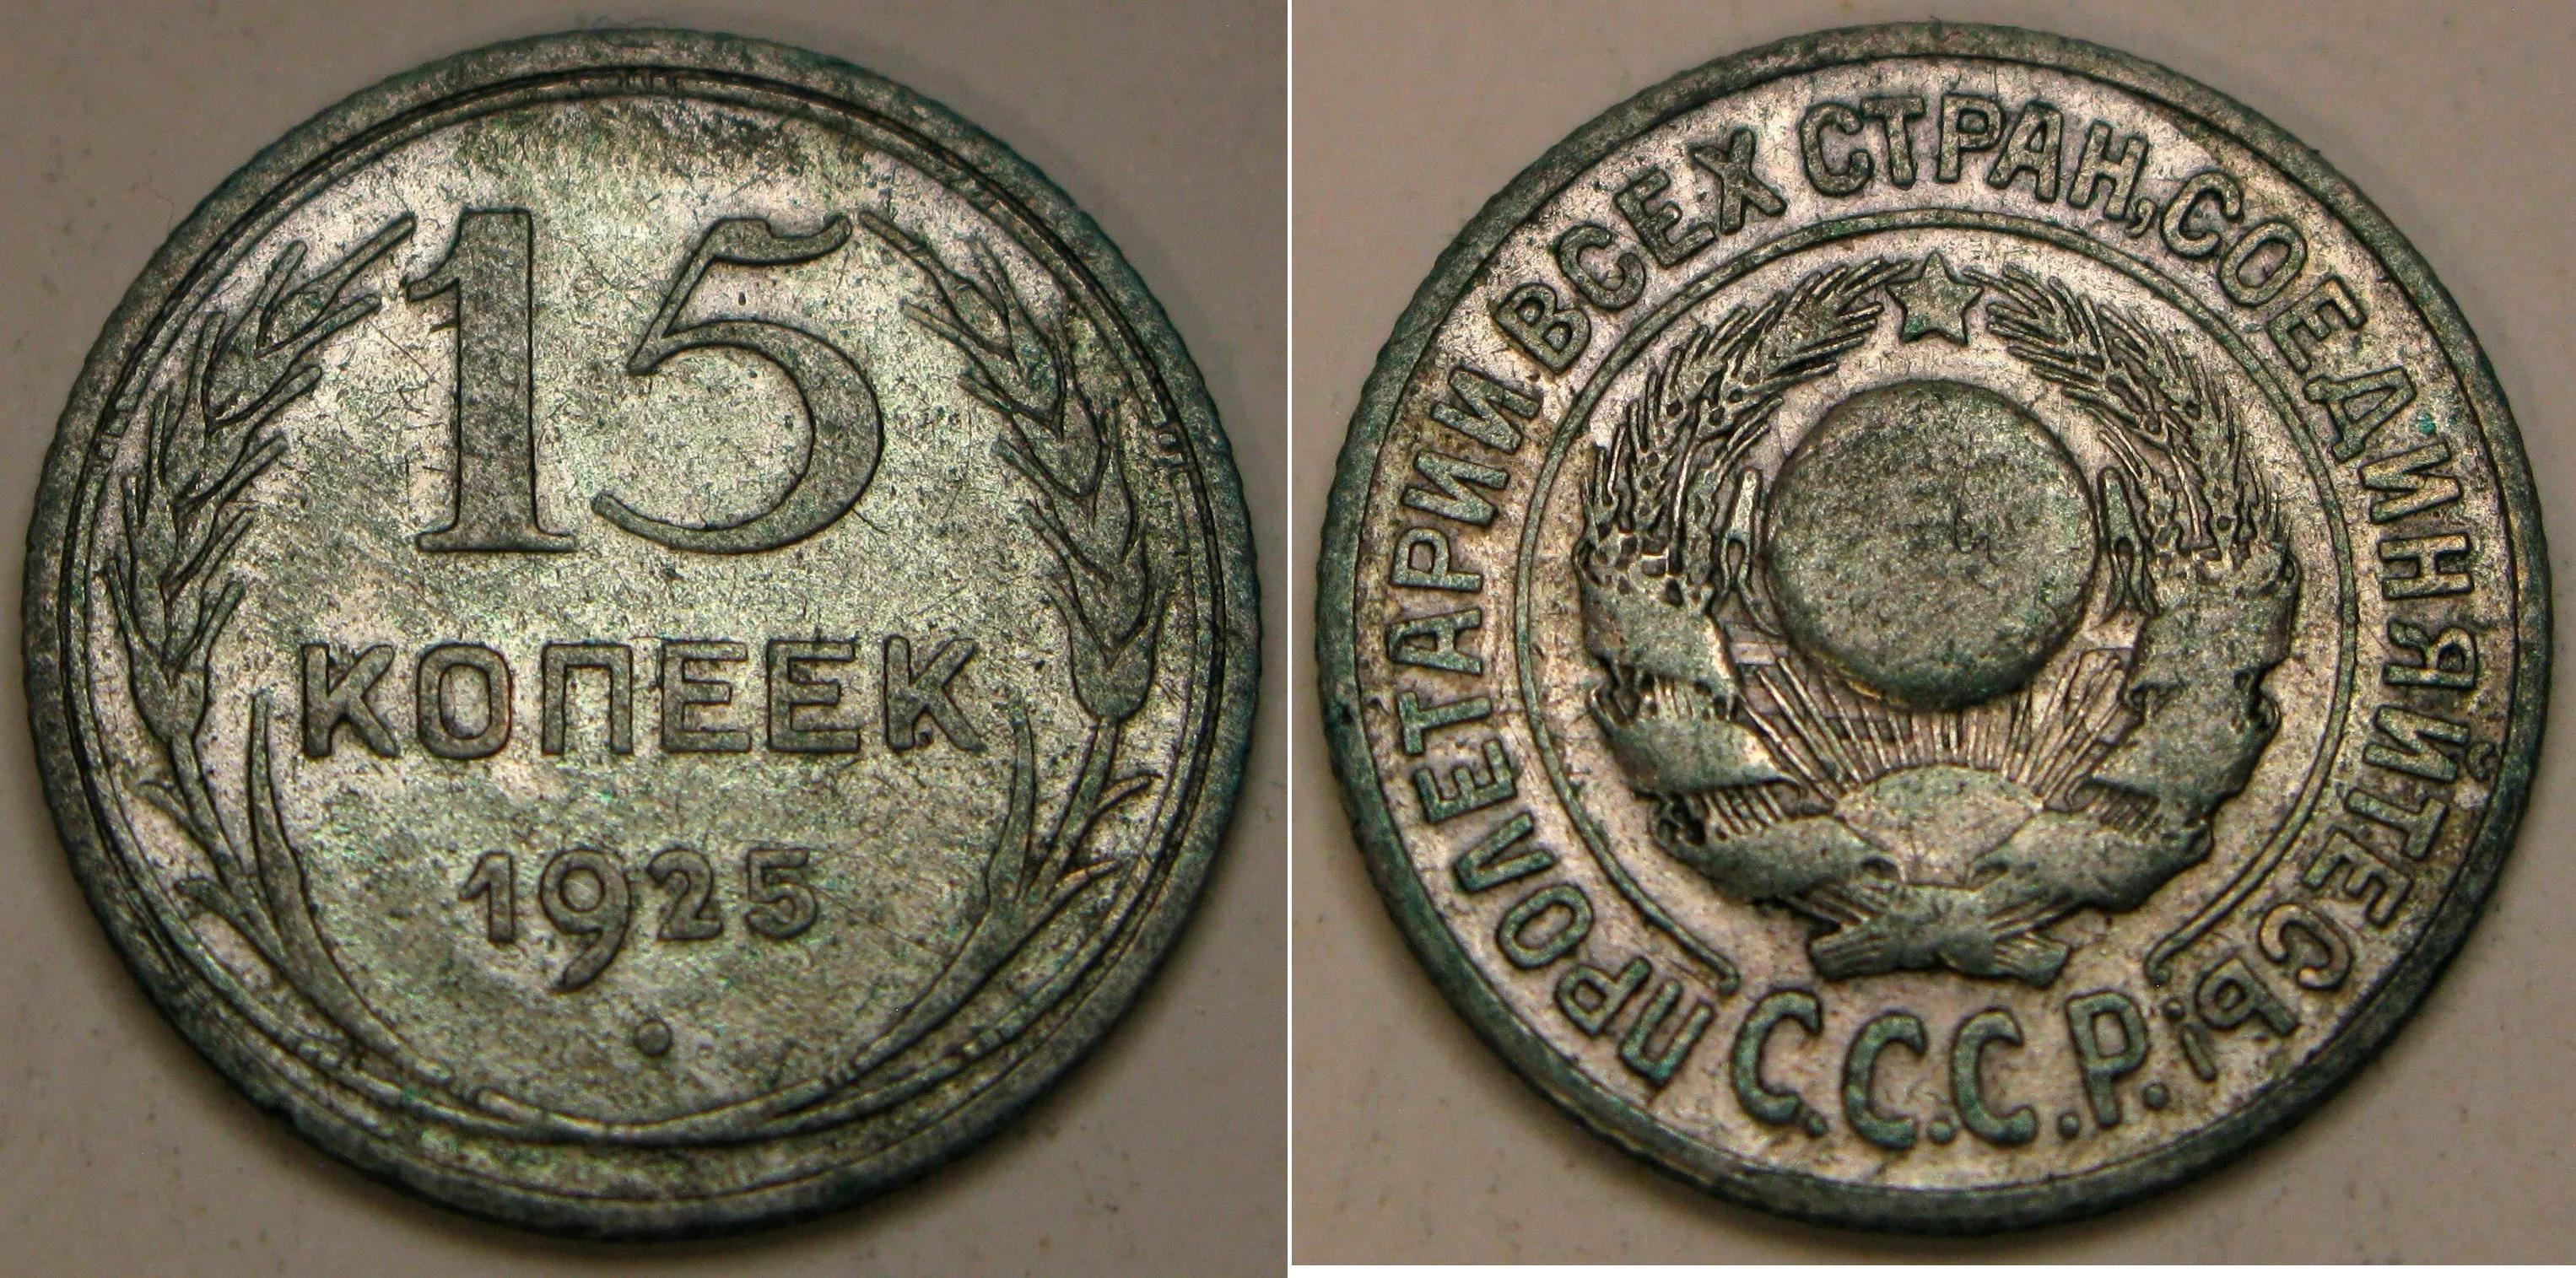 15
КОПЕЕК
1925
ПРОЛЕТАРИИ ВСЕХ СТРАН, СОЕДИНЯЙТЕСЬ!
С.С.С.Р.